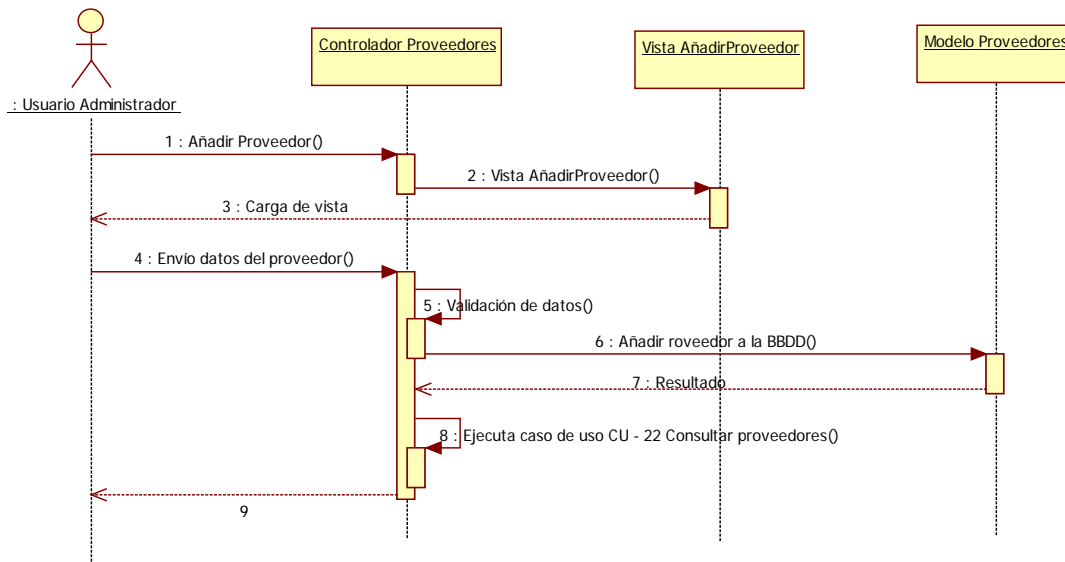 Controlador Proveedores
Vista AñadirProveedor
Modelo Proveedores
: Usuario Administrador
1 : Añadir Proveedor()
2 : Vista AñadirProveedor()
3 : Carga de vista
4 : Envío datos del proveedor()
5 : Validación de datos()
6 : Añadir roveedor a la BBDD()
7 : Resultado
8 : Ejecuta caso de uso CU - 22 Consultar proveedores()
9